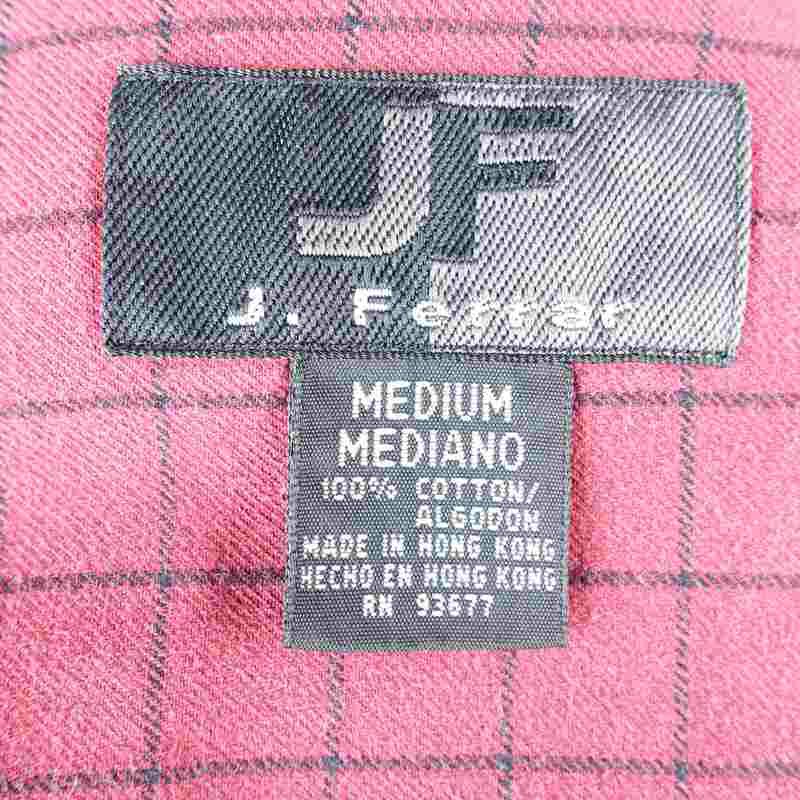 JF
J. Ferrar
MEDIUM
MEDIANO
100% COTTON/
ALGODON
MADE IN HONG KONG
HECHO EN HONG KONG
RN 93677